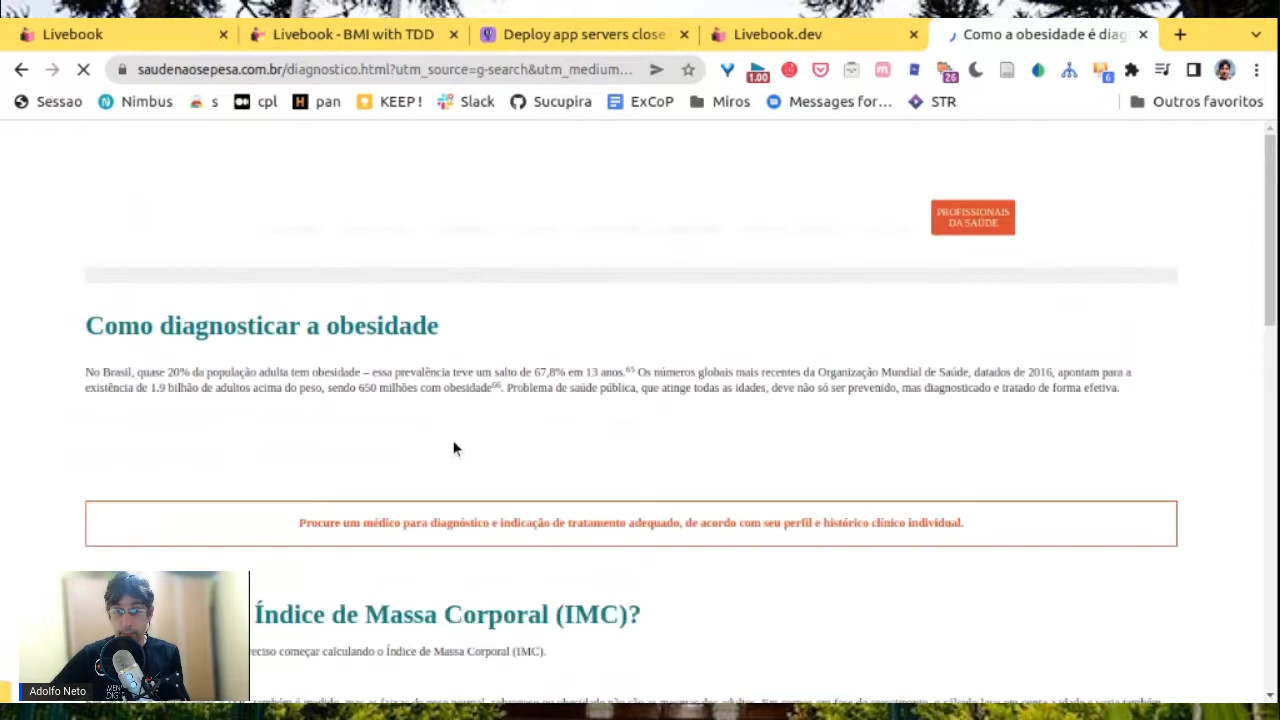 Livebook
Livebook - BMI with TDD
Deploy app servers close
Livebook.dev
Como a obesidade é diag
saudenaosepesa.com.br/diagnostico.html?utm_source=g-search&utm_medium...
1.00
26
6
Sessao
Nimbus
s
cpl
pan
KEEP!
Slack
Sucupira
ExCoP
Miros
Messages for...
STR
Outros favoritos
PROFISSIONAIS
DA SAÚDE
Como diagnosticar a obesidade
No Brasil, quase 20% da população adulta tem obesidade – essa prevalência teve um salto de 67,8% em 13 anos.⁶⁵ Os números globais mais recentes da Organização Mundial de Saúde, datados de 2016, apontam para a
existência de 1.9 bilhão de adultos acima do peso, sendo 650 milhões com obesidade⁶⁶. Problema de saúde pública, que atinge todas as idades, deve não só ser prevenido, mas diagnosticado e tratado de forma efetiva.
Procure um médico para diagnóstico e indicação de tratamento adequado, de acordo com seu perfil e histórico clínico individual.
Índice de Massa Corporal (IMC)?
reciso começar calculando o Índice de Massa Corporal (IMC).
Adolfo Neto